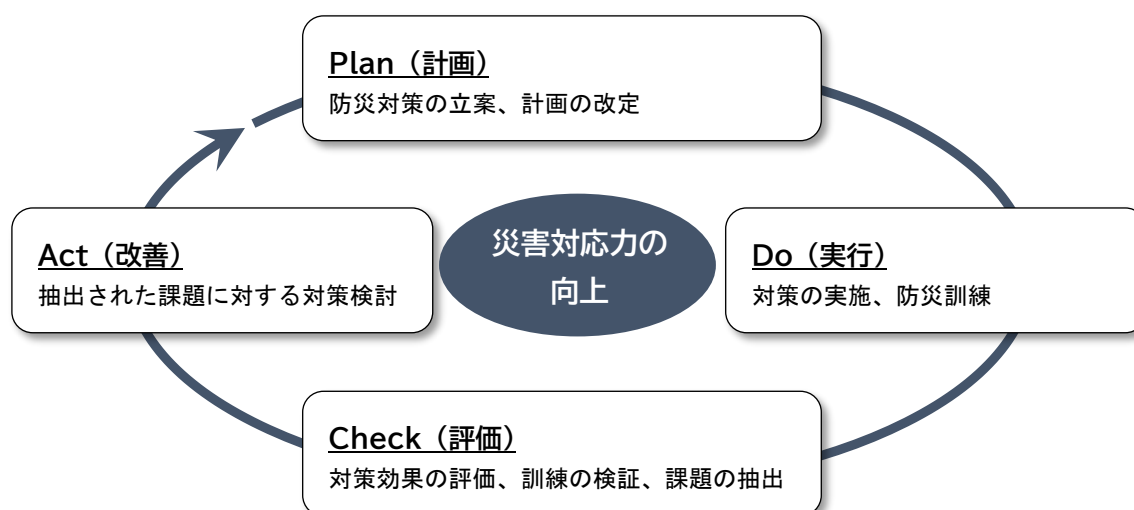 Plan（計画）
防災対策の立案、計画の改定
Act（改善）
抽出された課題に対する対策検討
災害対応力の
向上
Do（実行）
対策の実施、防災訓練
Check（評価）
対策効果の評価、訓練の検証、課題の抽出